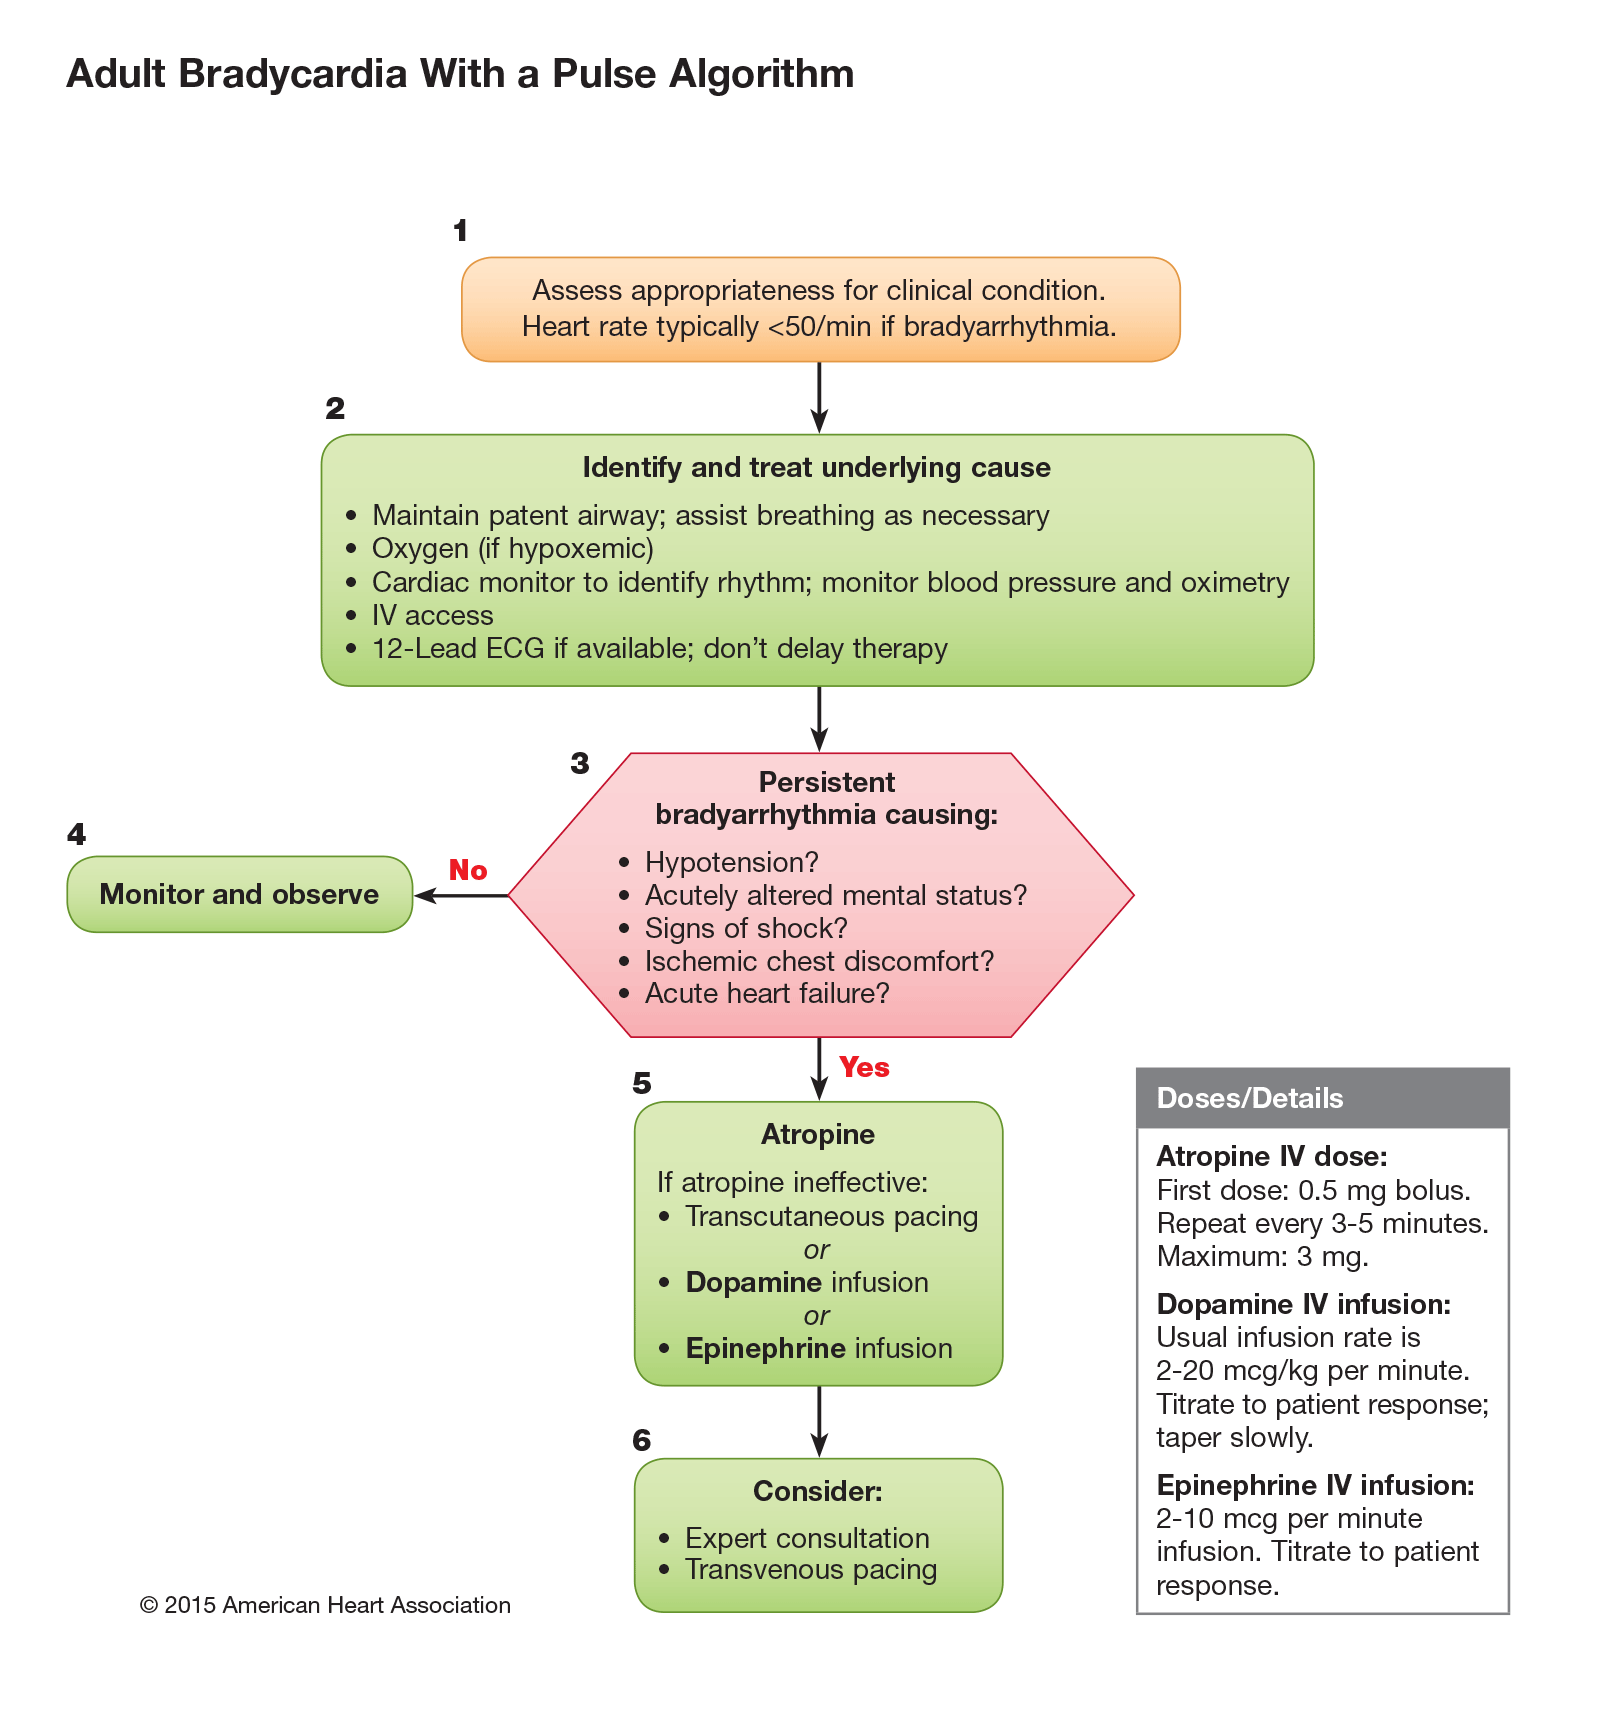 Adult Bradycardia With a Pulse Algorithm
1
Assess appropriateness for clinical condition.
Heart rate typically <50/min if bradyarrhythmia.
2
Identify and treat underlying cause
• Maintain patent airway; assist breathing as necessary
• Oxygen (if hypoxemic)
• Cardiac monitor to identify rhythm; monitor blood pressure and oximetry
• IV access
• 12-Lead ECG if available; don’t delay therapy
3
Persistent
bradyarrhythmia causing:
• Hypotension?
• Acutely altered mental status?
• Signs of shock?
• Ischemic chest discomfort?
• Acute heart failure?
No
4
Monitor and observe
Yes
5
Atropine
If atropine ineffective:
• Transcutaneous pacing
or
• Dopamine infusion
or
• Epinephrine infusion
6
Consider:
• Expert consultation
• Transvenous pacing
Doses/Details
Atropine IV dose:
First dose: 0.5 mg bolus.
Repeat every 3-5 minutes.
Maximum: 3 mg.
Dopamine IV infusion:
Usual infusion rate is
2-20 mcg/kg per minute.
Titrate to patient response;
taper slowly.
Epinephrine IV infusion:
2-10 mcg per minute
infusion. Titrate to patient
response.
© 2015 American Heart Association